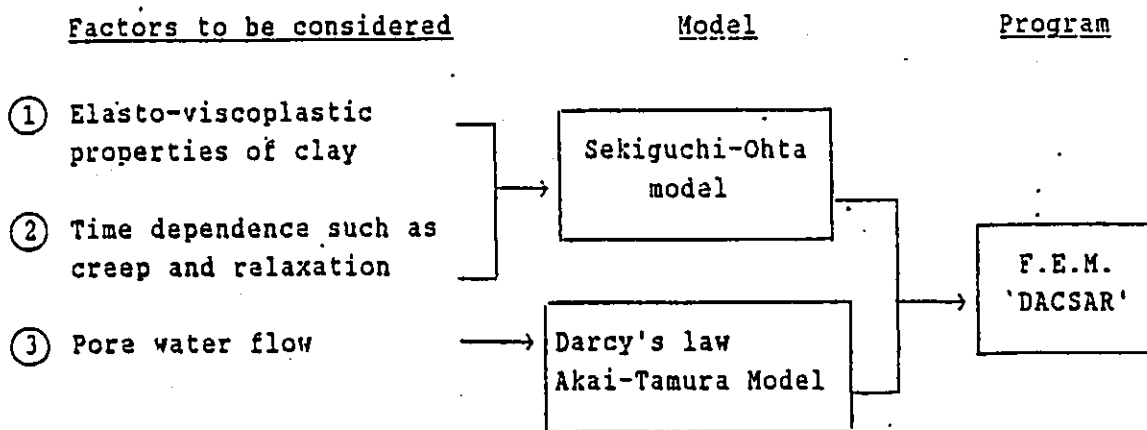 Factors to be considered
Model
Program
① Elasto-viscoplastic
properties of clay
② Time dependence such as
creep and relaxation
③ Pore water flow
Sekiguchi-Ohta
model
Darcy's law
Akai-Tamura Model
F.E.M.
'DACSAR'